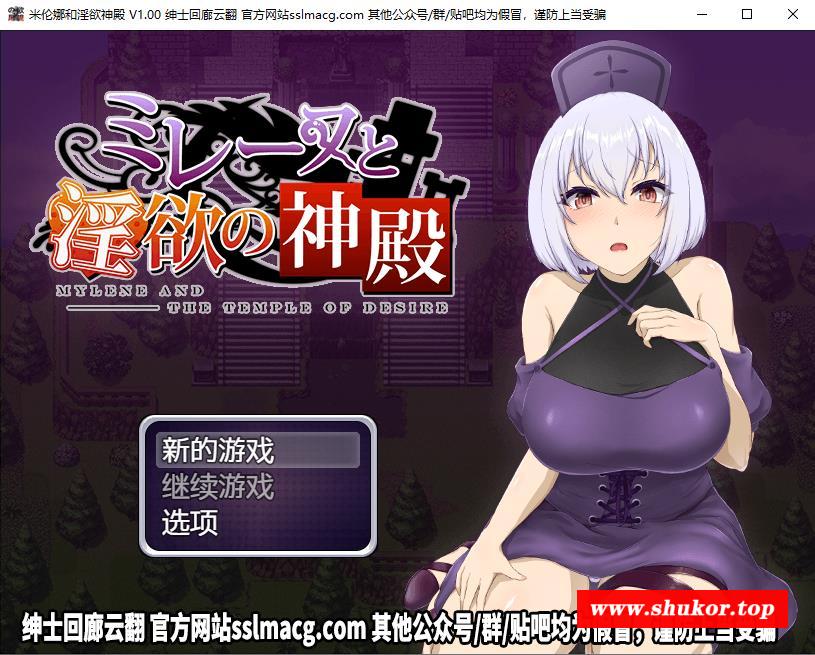 米伦娜和淫欲神殿 V1.00 绅士回廊云翻 官方网站sslmacg.com 其他公众号/群/贴吧均为假冒，谨防上当受骗
ミレーヌと
淫欲の神殿
MYLENE AND
THE TEMPLE OF DESIRE
新的游戏
继续游戏
选项
www.shukor.top
绅士回廊云翻 官方网站sslmacg.com 其他公众号/群/贴吧均为假冒，谨防上当受骗